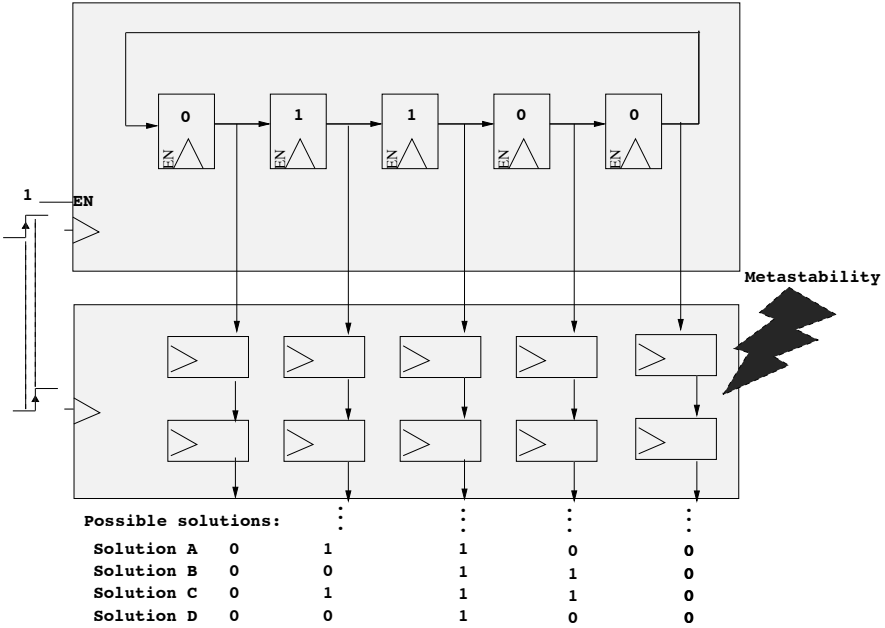 0 1 1 0 0
EN EN EN EN EN
1 EN
Metastability
Possible solutions:
Solution A 0 1 1 0 0
Solution B 0 0 1 1 0
Solution C 0 1 1 1 0
Solution D 0 0 1 0 0